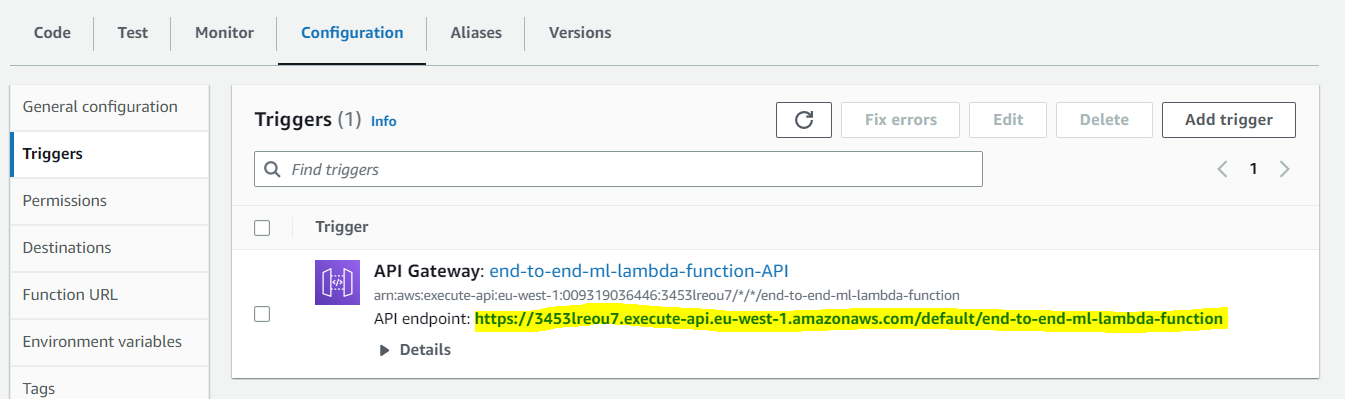 Code Test Monitor Configuration Aliases Versions
General configuration
Triggers
Permissions
Destinations
Function URL
Environment variables
Tags
Triggers (1) Info
Fix errors Edit Delete Add trigger
Find triggers
1
Trigger
API Gateway: end-to-end-ml-lambda-function-API
arn:aws:execute-api:eu-west-1:009319036446:3453lreou7/*/*/end-to-end-ml-lambda-function
API endpoint: https://3453lreou7.execute-api.eu-west-1.amazonaws.com/default/end-to-end-ml-lambda-function
Details